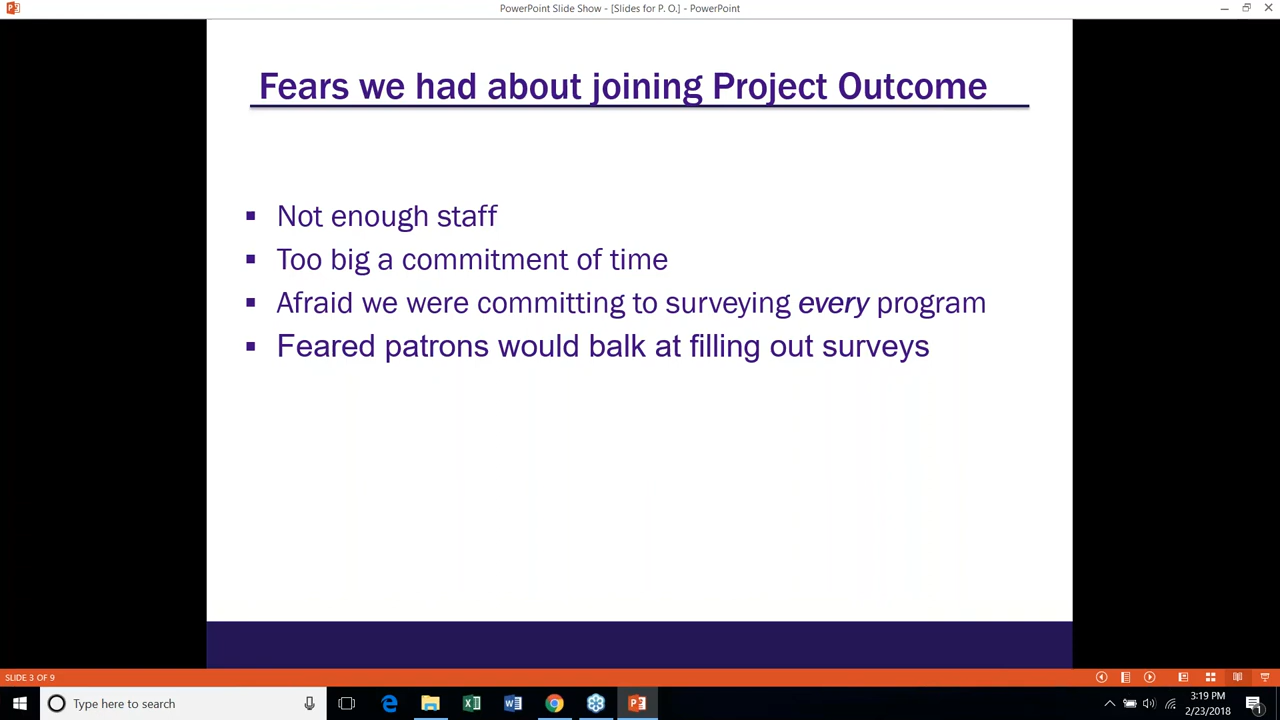 PowerPoint Slide Show - [Slides for P. O.] - PowerPoint
Fears we had about joining Project Outcome
▪ Not enough staff
▪ Too big a commitment of time
▪ Afraid we were committing to surveying every program
▪ Feared patrons would balk at filling out surveys
SLIDE 3 OF 9
Type here to search
3:19 PM
2/23/2018
1